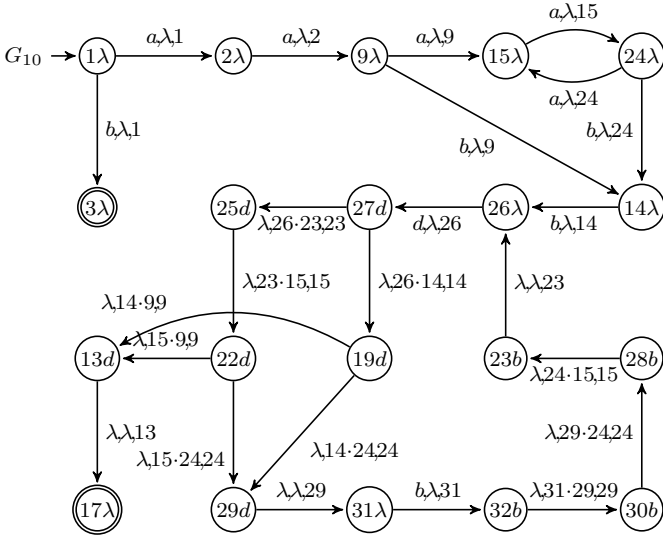 G₁₀ 1λ a,λ,1 2λ a,λ,2 9λ a,λ,9 15λ a,λ,15 24λ
a,λ,24
b,λ,1 b,λ,9 b,λ,24
3λ 25d λ,26·23,23 27d d,λ,26 26λ b,λ,14 14λ
λ,23·15,15 λ,26·14,14 λ,λ,23
λ,14·9,9
13d λ,15·9,9 22d 19d 23b λ,24·15,15 28b
λ,λ,13 λ,15·24,24 λ,14·24,24 λ,29·24,24
17λ 29d λ,λ,29 31λ b,λ,31 32b λ,31·29,29 30b